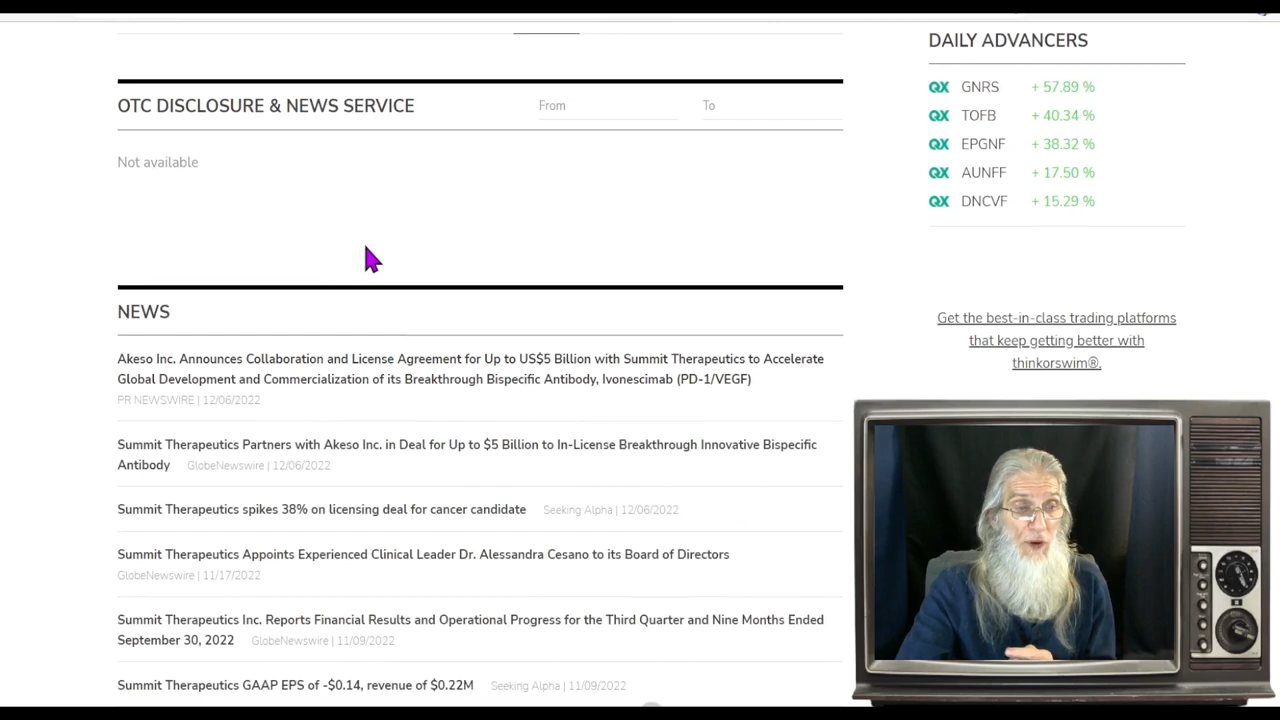 OTC DISCLOSURE & NEWS SERVICE
From
To
Not available
NEWS
Akeso Inc. Announces Collaboration and License Agreement for Up to US$5 Billion with Summit Therapeutics to Accelerate
Global Development and Commercialization of its Breakthrough Bispecific Antibody, Ivonescimab (PD-1/VEGF)
PR NEWSWIRE | 12/06/2022
Summit Therapeutics Partners with Akeso Inc. in Deal for Up to $5 Billion to In-License Breakthrough Innovative Bispecific
Antibody GlobeNewswire | 12/06/2022
Summit Therapeutics spikes 38% on licensing deal for cancer candidate Seeking Alpha | 12/06/2022
Summit Therapeutics Appoints Experienced Clinical Leader Dr. Alessandra Cesano to its Board of Directors
GlobeNewswire | 11/17/2022
Summit Therapeutics Inc. Reports Financial Results and Operational Progress for the Third Quarter and Nine Months Ended
September 30, 2022 GlobeNewswire | 11/09/2022
Summit Therapeutics GAAP EPS of -$0.14, revenue of $0.22M Seeking Alpha | 11/09/2022
DAILY ADVANCERS
QX GNRS + 57.89 %
QX TOFB + 40.34 %
QX EPGNF + 38.32 %
QX AUNFF + 17.50 %
QX DNCVF + 15.29 %
Get the best-in-class trading platforms
that keep getting better with
thinkorswim®.